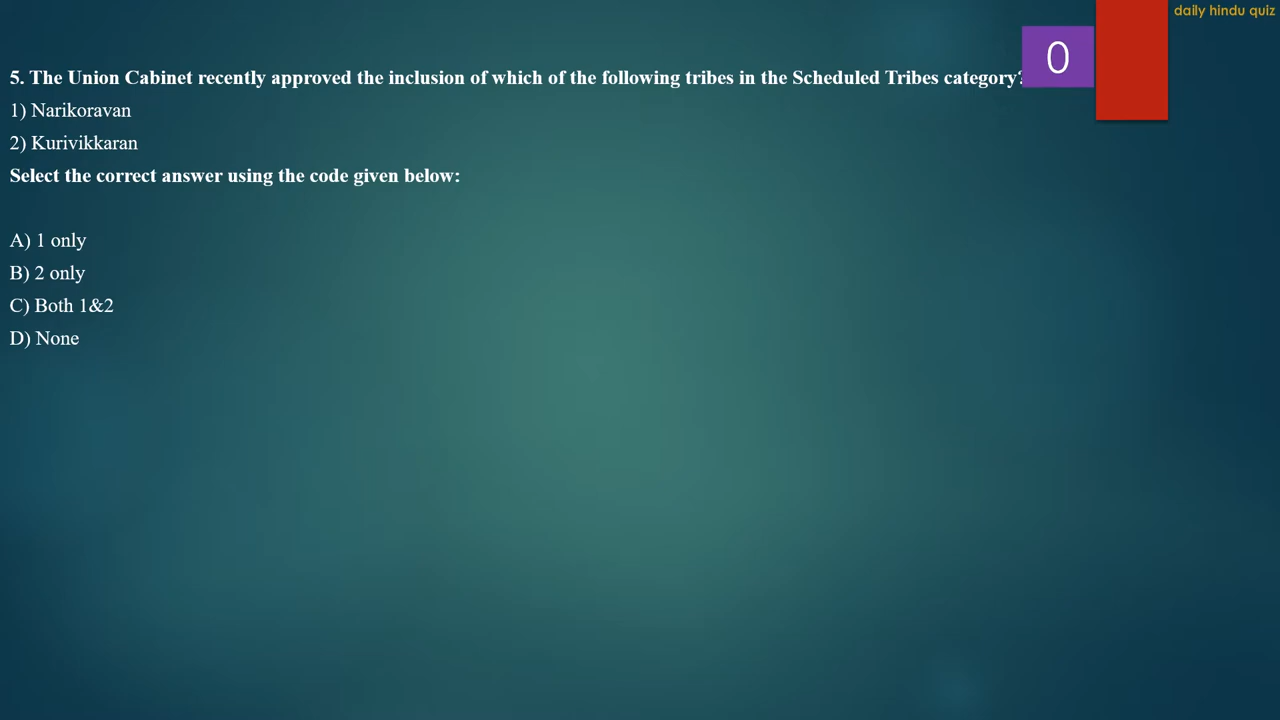 daily hindu quiz
0
5. The Union Cabinet recently approved the inclusion of which of the following tribes in the Scheduled Tribes category?
1) Narikoravan
2) Kurivikkaran
Select the correct answer using the code given below:
A) 1 only
B) 2 only
C) Both 1&2
D) None